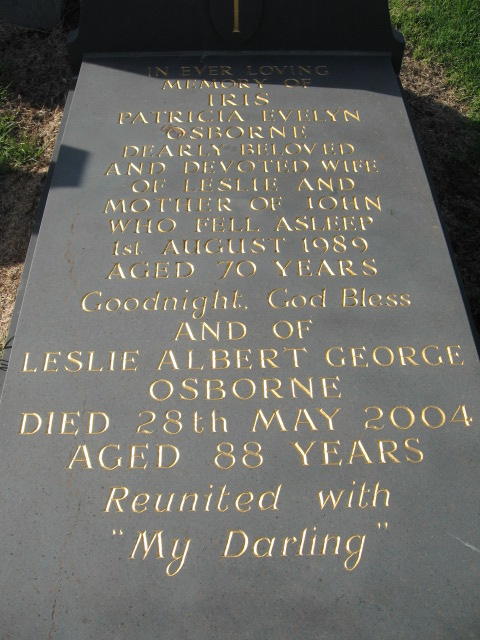 IN EVER LOVING
MEMORY OF
IRIS
PATRICIA EVELYN
OSBORNE
DEARLY BELOVED
AND DEVOTED WIFE
OF LESLIE AND
MOTHER OF JOHN
WHO FELL ASLEEP
1st AUGUST 1989
AGED 70 YEARS
Goodnight. God Bless
AND OF
LESLIE ALBERT GEORGE
OSBORNE
DIED 28th MAY 2004
AGED 88 YEARS
Reunited with
"My Darling"